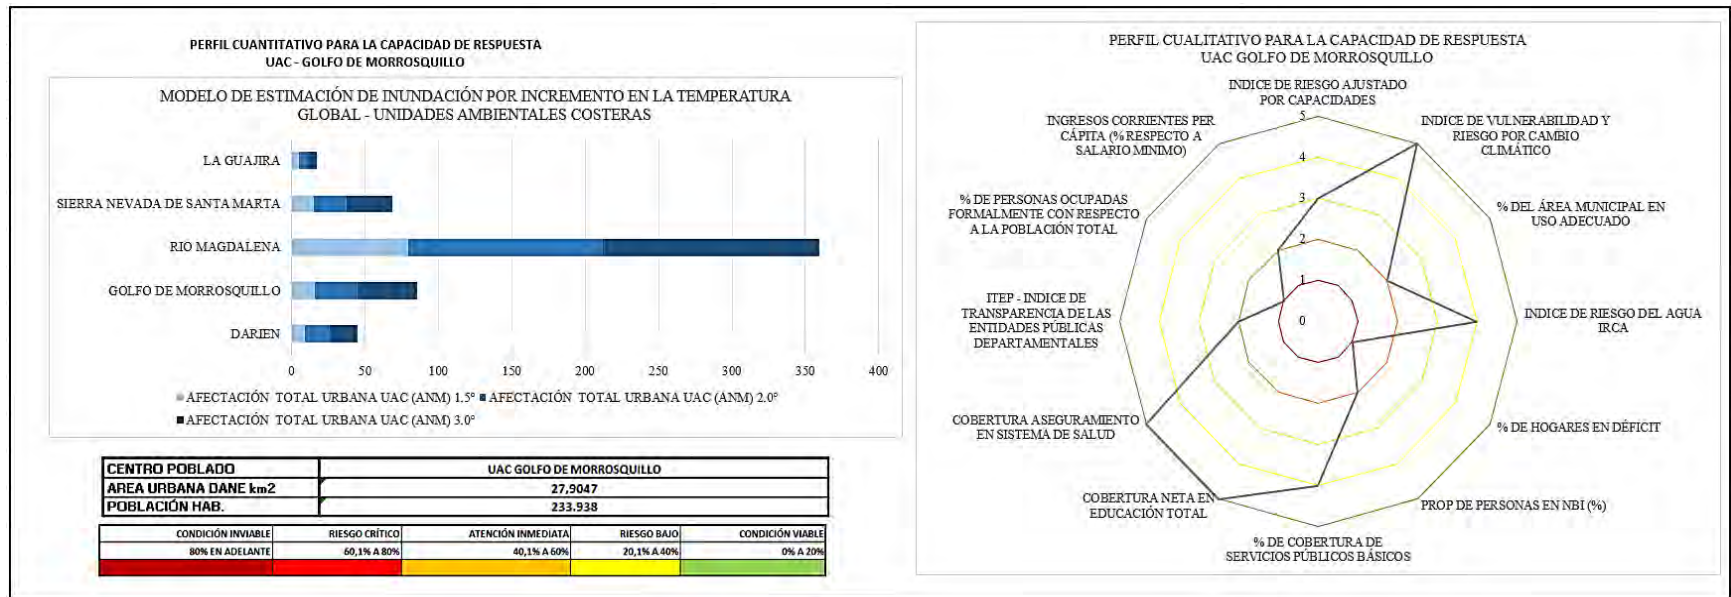 PERFIL CUANTITATIVO PARA LA CAPACIDAD DE RESPUESTA
UAC - GOLFO DE MORROSQUILLO
MODELO DE ESTIMACIÓN DE INUNDACIÓN POR INCREMENTO EN LA TEMPERATURA
GLOBAL - UNIDADES AMBIENTALES COSTERAS
LA GUAJIRA
SIERRA NEVADA DE SANTA MARTA
RIO MAGDALENA
GOLFO DE MORROSQUILLO
DARIEN
0 50 100 150 200 250 300 350 400
AFECTACIÓN TOTAL URBANA UAC (ANM) 1.5° AFECTACIÓN TOTAL URBANA UAC (ANM) 2.0°
AFECTACIÓN TOTAL URBANA UAC (ANM) 3.0°
CENTRO POBLADO UAC GOLFO DE MORROSQUILLO
AREA URBANA DANE km2 27,9047
POBLACIÓN HAB. 233.938
CONDICIÓN INVIABLE RIESGO CRÍTICO ATENCIÓN INMEDIATA RIESGO BAJO CONDICIÓN VIABLE
80% EN ADELANTE 60,1% A 80% 40,1% A 60% 20,1% A 40% 0% A 20%
PERFIL CUALITATIVO PARA LA CAPACIDAD DE RESPUESTA
UAC GOLFO DE MORROSQUILLO
INDICE DE RIESGO AJUSTADO
POR CAPACIDADES
INDICE DE VULNERABILIDAD Y
RIESGO POR CAMBIO
CLIMÁTICO
% DEL ÁREA MUNICIPAL EN
USO ADECUADO
INDICE DE RIESGO DEL AGUA
IRCA
% DE HOGARES EN DÉFICIT
PROP DE PERSONAS EN NBI (%)
% DE COBERTURA DE
SERVICIOS PÚBLICOS BÁSICOS
COBERTURA NETA EN
EDUCACIÓN TOTAL
COBERTURA ASEGURAMIENTO
EN SISTEMA DE SALUD
ITEP - INDICE DE
TRANSPARENCIA DE LAS
ENTIDADES PÚBLICAS
DEPARTAMENTALES
% DE PERSONAS OCUPADAS
FORMALMENTE CON RESPECTO
A LA POBLACIÓN TOTAL
INGRESOS CORRIENTES PER
CÁPITA (% RESPECTO A
SALARIO MINIMO)
5
4
3
2
1
0